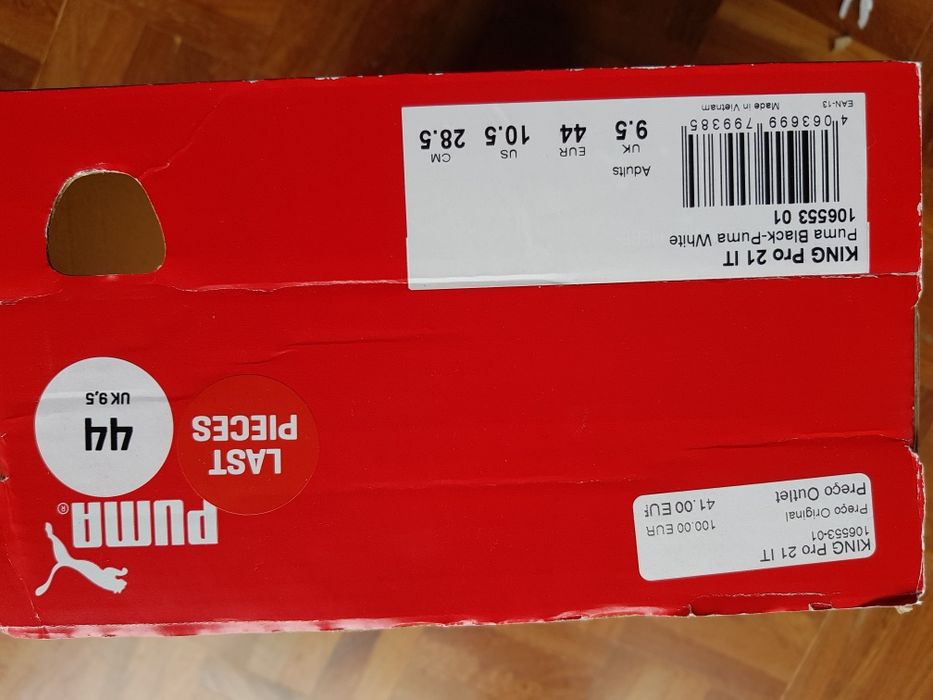 KING Pro 21 IT
106553-01
Preço Original 100.00 EUR
Preço Outlet 41.00 EUR
PUMA®
LAST
PIECES
44
UK 9,5
KING Pro 21 IT
Puma Black-Puma White
106553 01
4 063699 799385
EAN-13 Made in Vietnam
Adults
UK EUR US CM
9.5 44 10.5 28.5